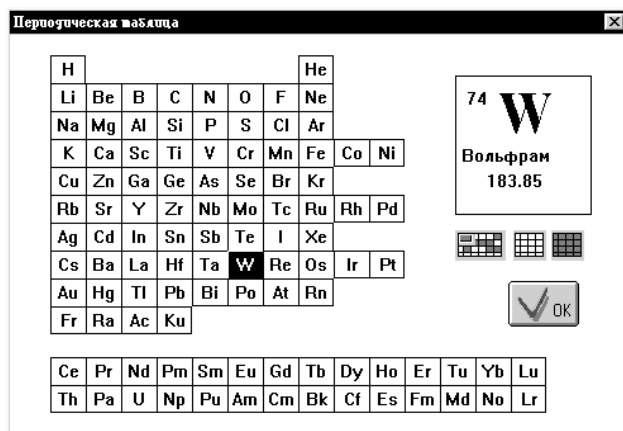 Периодическая таблица
H He
Li Be B C N O F Ne
Na Mg Al Si P S Cl Ar
K Ca Sc Ti V Cr Mn Fe Co Ni
Cu Zn Ga Ge As Se Br Kr
Rb Sr Y Zr Nb Mo Tc Ru Rh Pd
Ag Cd In Sn Sb Te I Xe
Cs Ba La Hf Ta W Re Os Ir Pt
Au Hg Tl Pb Bi Po At Rn
Fr Ra Ac Ku
Ce Pr Nd Pm Sm Eu Gd Tb Dy Ho Er Tu Yb Lu
Th Pa U Np Pu Am Cm Bk Cf Es Fm Md No Lr
74 W
Вольфрам
183.85
OK